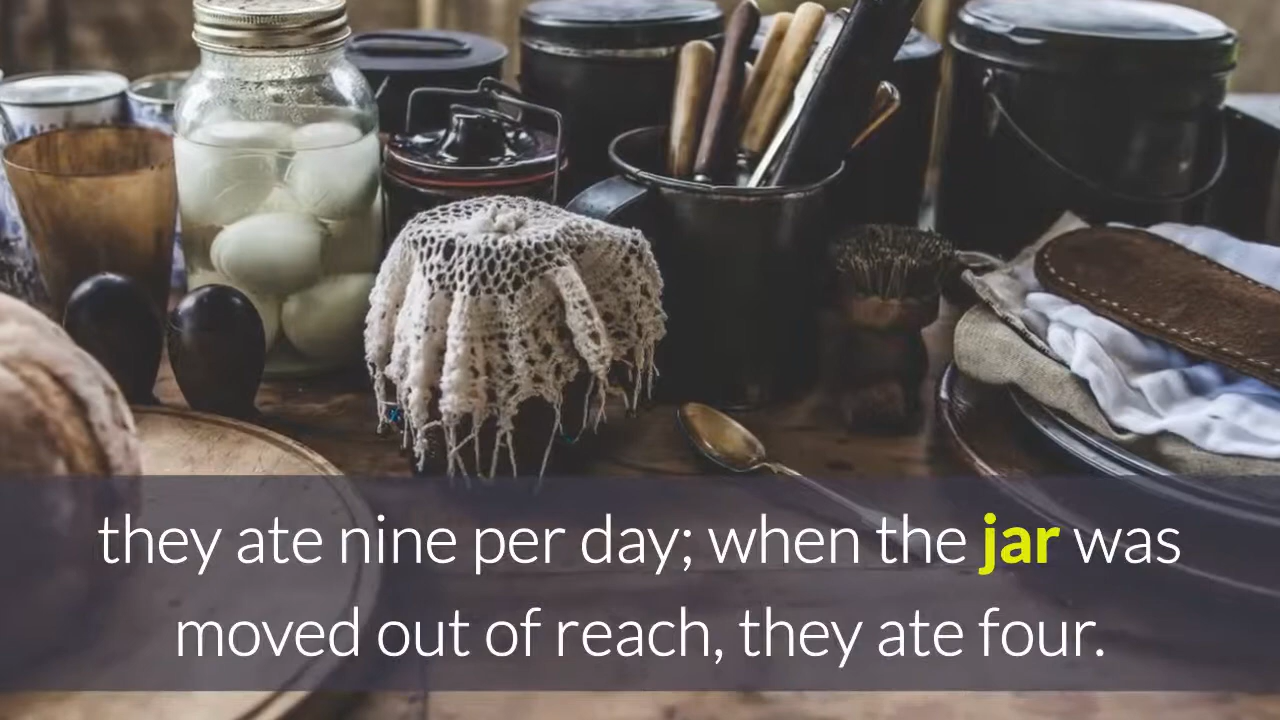 they ate nine per day; when the jar was
moved out of reach, they ate four.